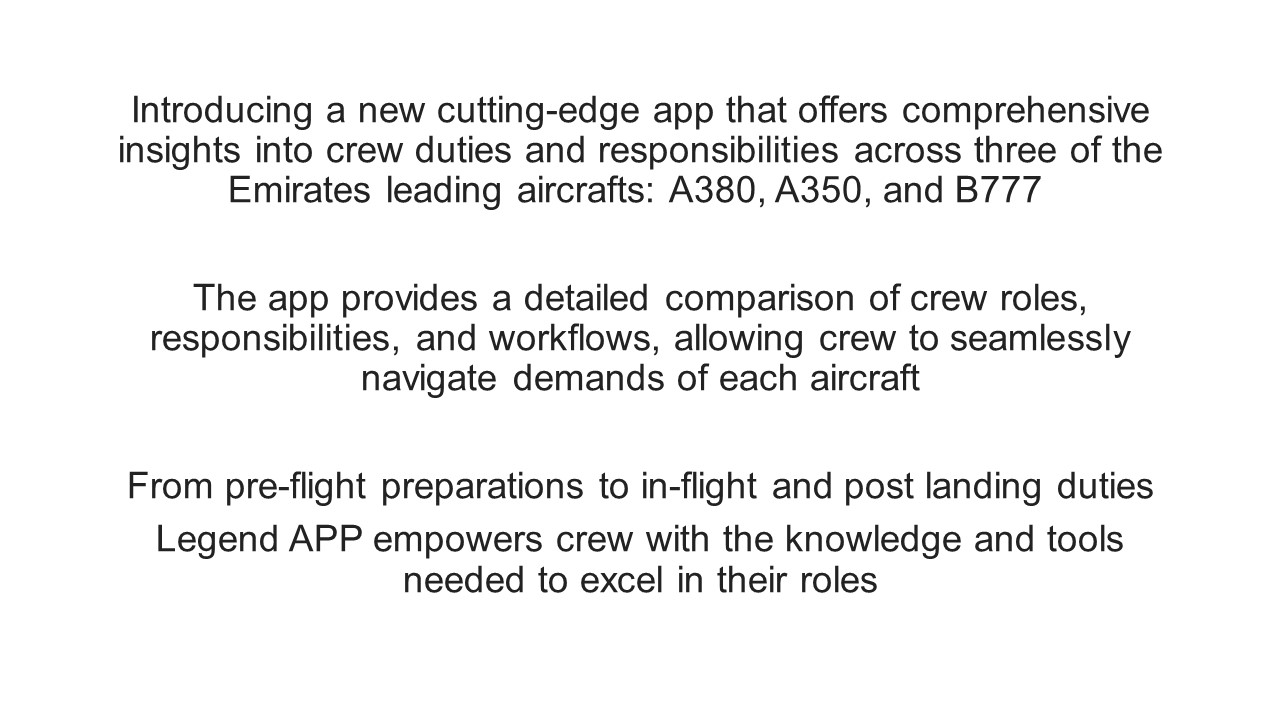 Introducing a new cutting-edge app that offers comprehensive
insights into crew duties and responsibilities across three of the
Emirates leading aircrafts: A380, A350, and B777
The app provides a detailed comparison of crew roles,
responsibilities, and workflows, allowing crew to seamlessly
navigate demands of each aircraft
From pre-flight preparations to in-flight and post landing duties
Legend APP empowers crew with the knowledge and tools
needed to excel in their roles